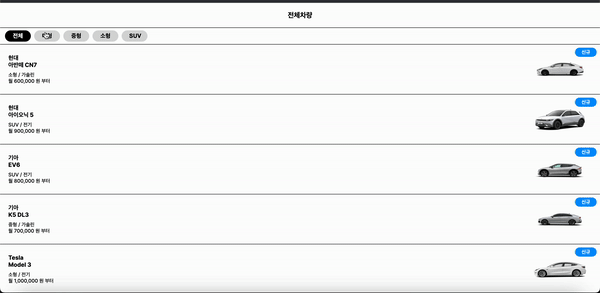 전체차량
전체
중형
소형
SUV
신규
현대
아반떼 CN7
소형 / 가솔린
월 600,000 원 부터
신규
현대
아이오닉 5
SUV / 전기
월 900,000 원 부터
신규
기아
EV6
SUV / 전기
월 800,000 원 부터
신규
기아
K5 DL3
중형 / 가솔린
월 700,000 원 부터
신규
Tesla
Model 3
소형 / 전기
월 1,000,000 원 부터